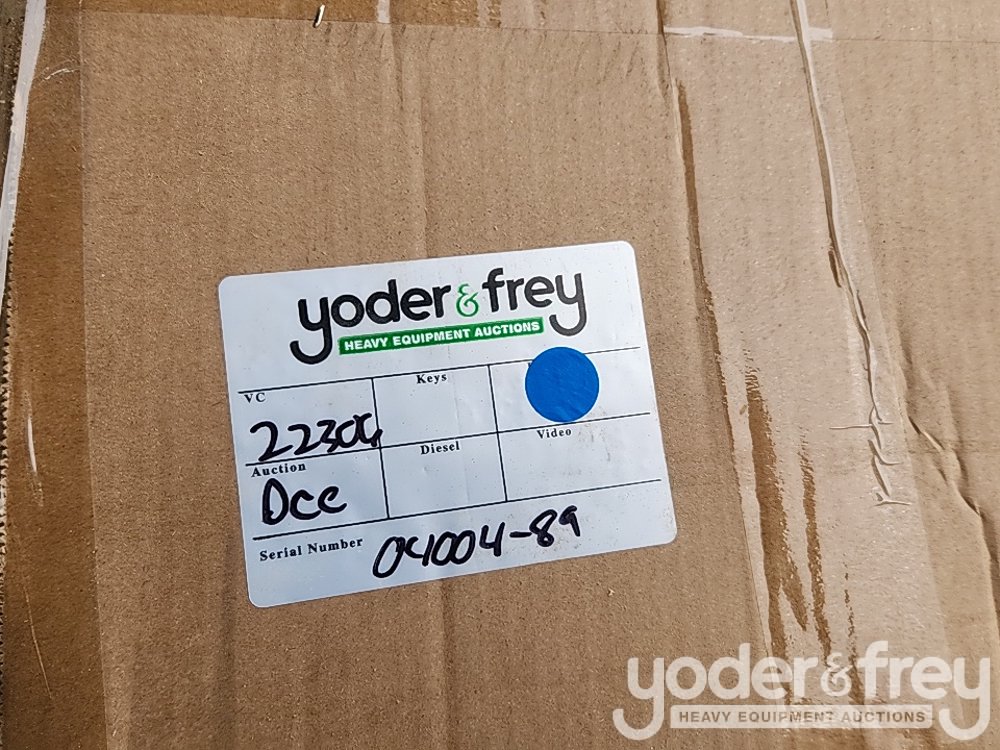 yoder & frey
HEAVY EQUIPMENT AUCTIONS
VC Keys
Auction Diesel Video
Dec
Serial Number 04004-89
yoder & frey
HEAVY EQUIPMENT AUCTIONS